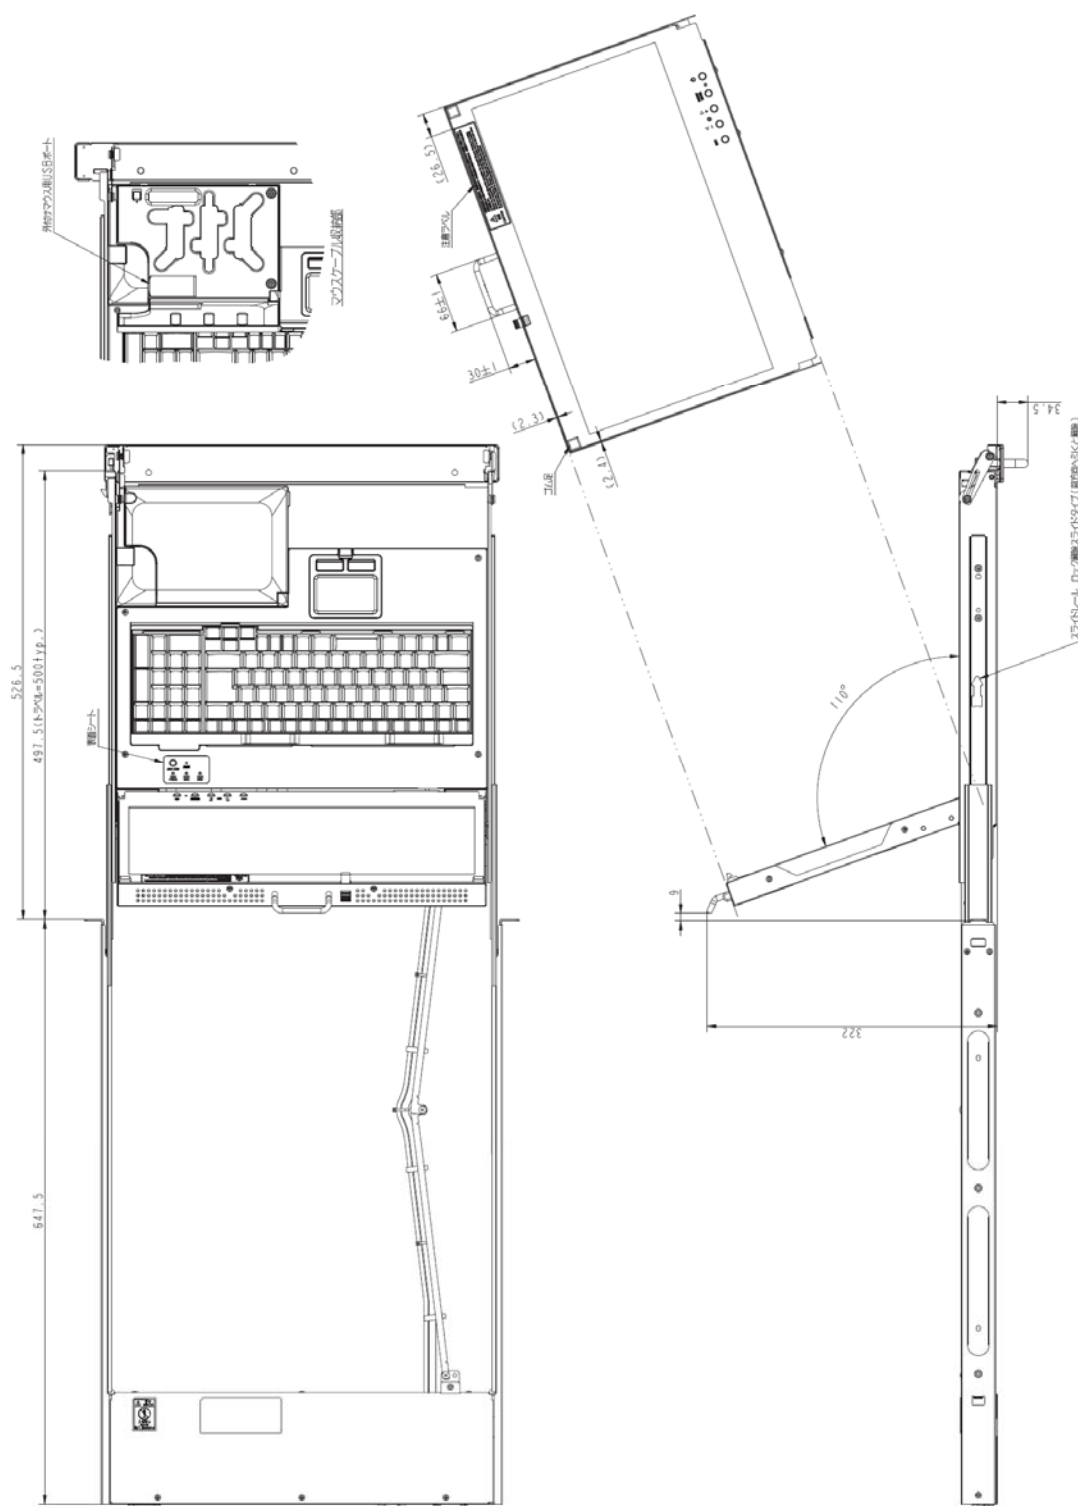 外付けマウス用USBポート
マウスケーブル収納部
(26.5)
注意ラベル
66±1
30±1
(2.3)
ゴム足
(2.4)
34.5
526.5
497.5(トラベル=500typ.)
表面シート
110°
9
322
647.5